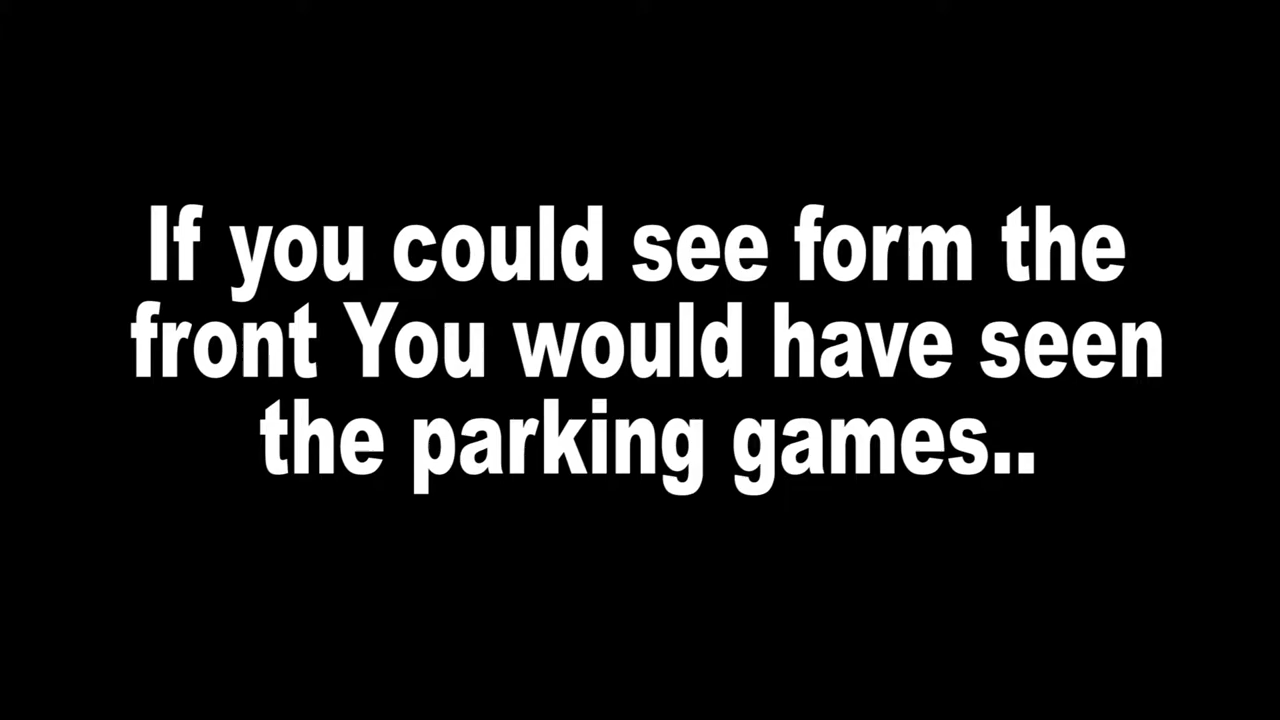 If you could see form the
front You would have seen
the parking games..